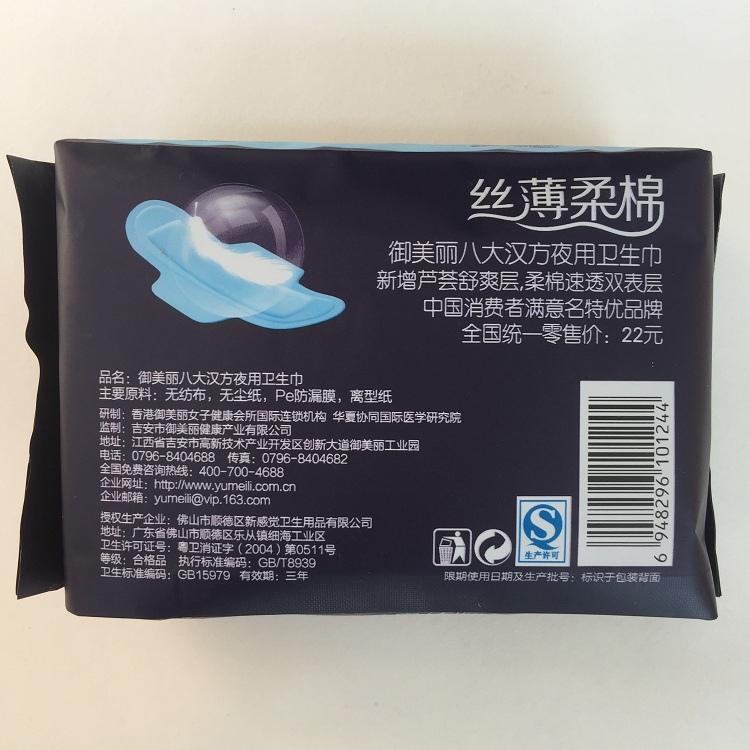 丝薄柔棉
御美丽八大汉方夜用卫生巾
新增芦荟舒爽层,柔棉速透双表层
中国消费者满意名特优品牌
全国统一零售价：22元
品名：御美丽八大汉方夜用卫生巾
主要原料：无纺布，无尘纸，Pe防漏膜，离型纸
研制：香港御美丽女子健康会所国际连锁机构 华夏协同国际医学研究院
监制：吉安市御美丽健康产业有限公司
地址：江西省吉安市高新技术产业开发区创新大道御美丽工业园
电话：0796-8404688 传真：0796-8404682
全国免费咨询热线：400-700-4688
企业网址：http://www.yumeili.com.cn
企业邮箱：yumeili@vip.163.com
授权生产企业：佛山市顺德区新感觉卫生用品有限公司
地址：广东省佛山市顺德区乐从镇细海工业区
卫生许可证号：粤卫消证字（2004）第0511号
等级：合格品 执行标准编码：GB/T8939
卫生标准编码：GB15979 有效期：三年
生产许可
6 948296 101244
限期使用日期及生产批号：标识于包装背面